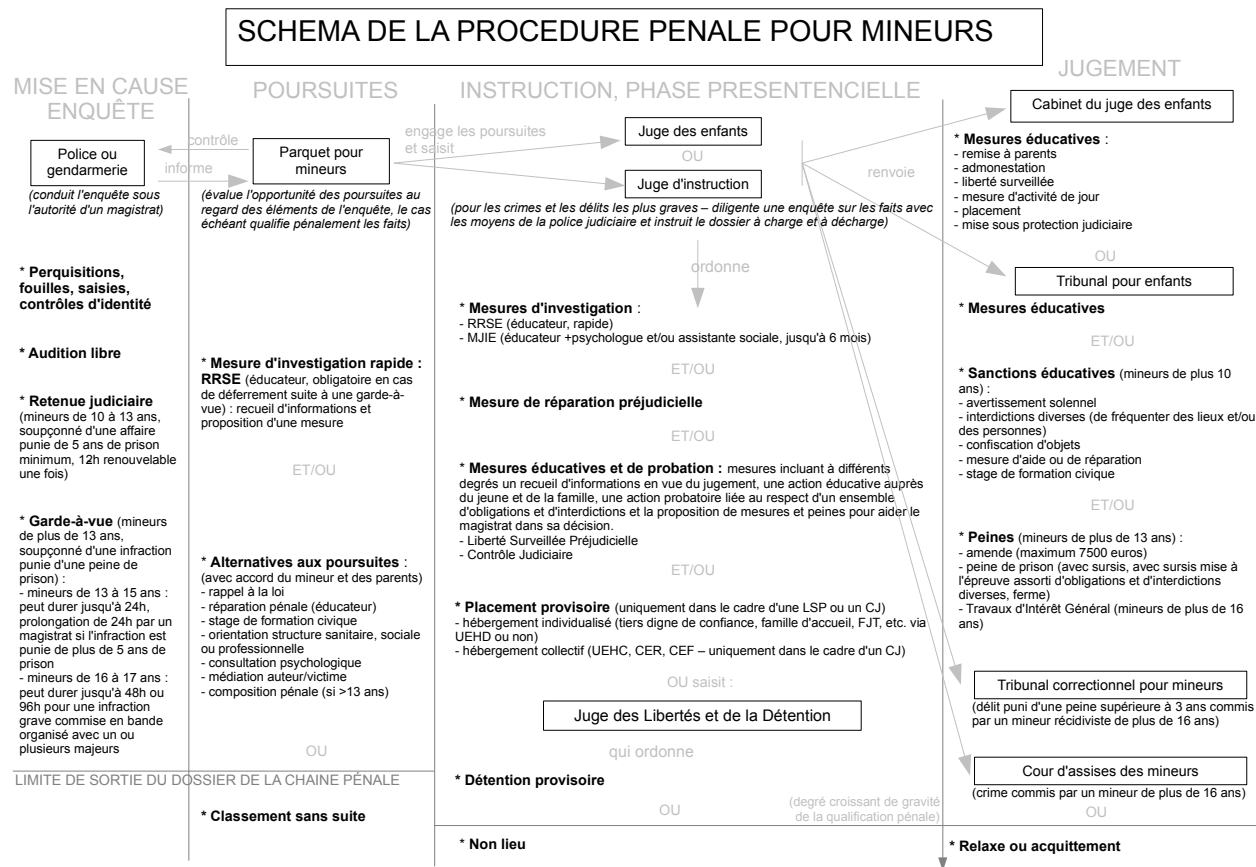 SCHEMA DE LA PROCEDURE PENALE POUR MINEURS
MISE EN CAUSE
ENQUÊTE
Police ou
gendarmerie
(conduit l'enquête sous
l'autorité d'un magistrat)
contrôle
informe
* Perquisitions,
fouilles, saisies,
contrôles d'identité
* Audition libre
* Retenue judiciaire
(mineurs de 10 à 13 ans,
soupçonné d'une affaire
punie de 5 ans de prison
minimum, 12h renouvelable
une fois)
* Garde-à-vue (mineurs
de plus de 13 ans,
soupçonné d'une infraction
punie d'une peine de
prison) :
- mineurs de 13 à 15 ans :
peut durer jusqu'à 24h,
prolongation de 24h par un
magistrat si l'infraction est
punie de plus de 5 ans de
prison
- mineurs de 16 à 17 ans :
peut durer jusqu'à 48h ou
96h pour une infraction
grave commise en bande
organisé avec un ou
plusieurs majeurs
LIMITE DE SORTIE DU DOSSIER DE LA CHAINE PÉNALE
POURSUITES
Parquet pour
mineurs
(évalue l'opportunité des poursuites au
regard des éléments de l'enquête, le cas
échéant qualifie pénalement les faits)
* Mesure d'investigation rapide :
RRSE (éducateur, obligatoire en cas
de déferrement suite à une garde-à-
vue) : recueil d'informations et
proposition d'une mesure
ET/OU
* Alternatives aux poursuites :
(avec accord du mineur et des parents)
- rappel à la loi
- réparation pénale (éducateur)
- stage de formation civique
- orientation structure sanitaire, sociale
ou professionnelle
- consultation psychologique
- médiation auteur/victime
- composition pénale (si >13 ans)
OU
* Classement sans suite
INSTRUCTION, PHASE PRESENTENCIELLE
engage les poursuites
et saisit
Juge des enfants
OU
Juge d'instruction
(pour les crimes et les délits les plus graves – diligente une enquête sur les faits avec
les moyens de la police judiciaire et instruit le dossier à charge et à décharge)
ordonne
* Mesures d'investigation :
- RRSE (éducateur, rapide)
- MJIE (éducateur +psychologue et/ou assistante sociale, jusqu'à 6 mois)
ET/OU
* Mesure de réparation préjudicielle
ET/OU
* Mesures éducatives et de probation : mesures incluant à différents
degrés un recueil d'informations en vue du jugement, une action éducative auprès
du jeune et de la famille, une action probatoire liée au respect d'un ensemble
d'obligations et d'interdictions et la proposition de mesures et peines pour aider le
magistrat dans sa décision.
- Liberté Surveillée Préjudicielle
- Contrôle Judiciaire
ET/OU
* Placement provisoire (uniquement dans le cadre d'une LSP ou un CJ)
- hébergement individualisé (tiers digne de confiance, famille d'accueil, FJT, etc. via
UEHD ou non)
- hébergement collectif (UEHC, CER, CEF – uniquement dans le cadre d'un CJ)
OU saisit :
Juge des Libertés et de la Détention
qui ordonne
* Détention provisoire
OU
(degré croissant de gravité
de la qualification pénale)
* Non lieu
JUGEMENT
renvoie
Cabinet du juge des enfants
* Mesures éducatives :
- remise à parents
- admonestation
- liberté surveillée
- mesure d'activité de jour
- placement
- mise sous protection judiciaire
OU
Tribunal pour enfants
* Mesures éducatives
ET/OU
* Sanctions éducatives (mineurs de plus 10
ans) :
- avertissement solennel
- interdictions diverses (de fréquenter des lieux et/ou
des personnes)
- confiscation d'objets
- mesure d'aide ou de réparation
- stage de formation civique
ET/OU
* Peines (mineurs de plus de 13 ans) :
- amende (maximum 7500 euros)
- peine de prison (avec sursis, avec sursis mise à
l'épreuve assorti d'obligations et d'interdictions
diverses, ferme)
- Travaux d'Intérêt Général (mineurs de plus de 16
ans)
Tribunal correctionnel pour mineurs
(délit puni d'une peine supérieure à 3 ans commis
par un mineur récidiviste de plus de 16 ans)
Cour d'assises des mineurs
(crime commis par un mineur de plus de 16 ans)
OU
* Relaxe ou acquittement